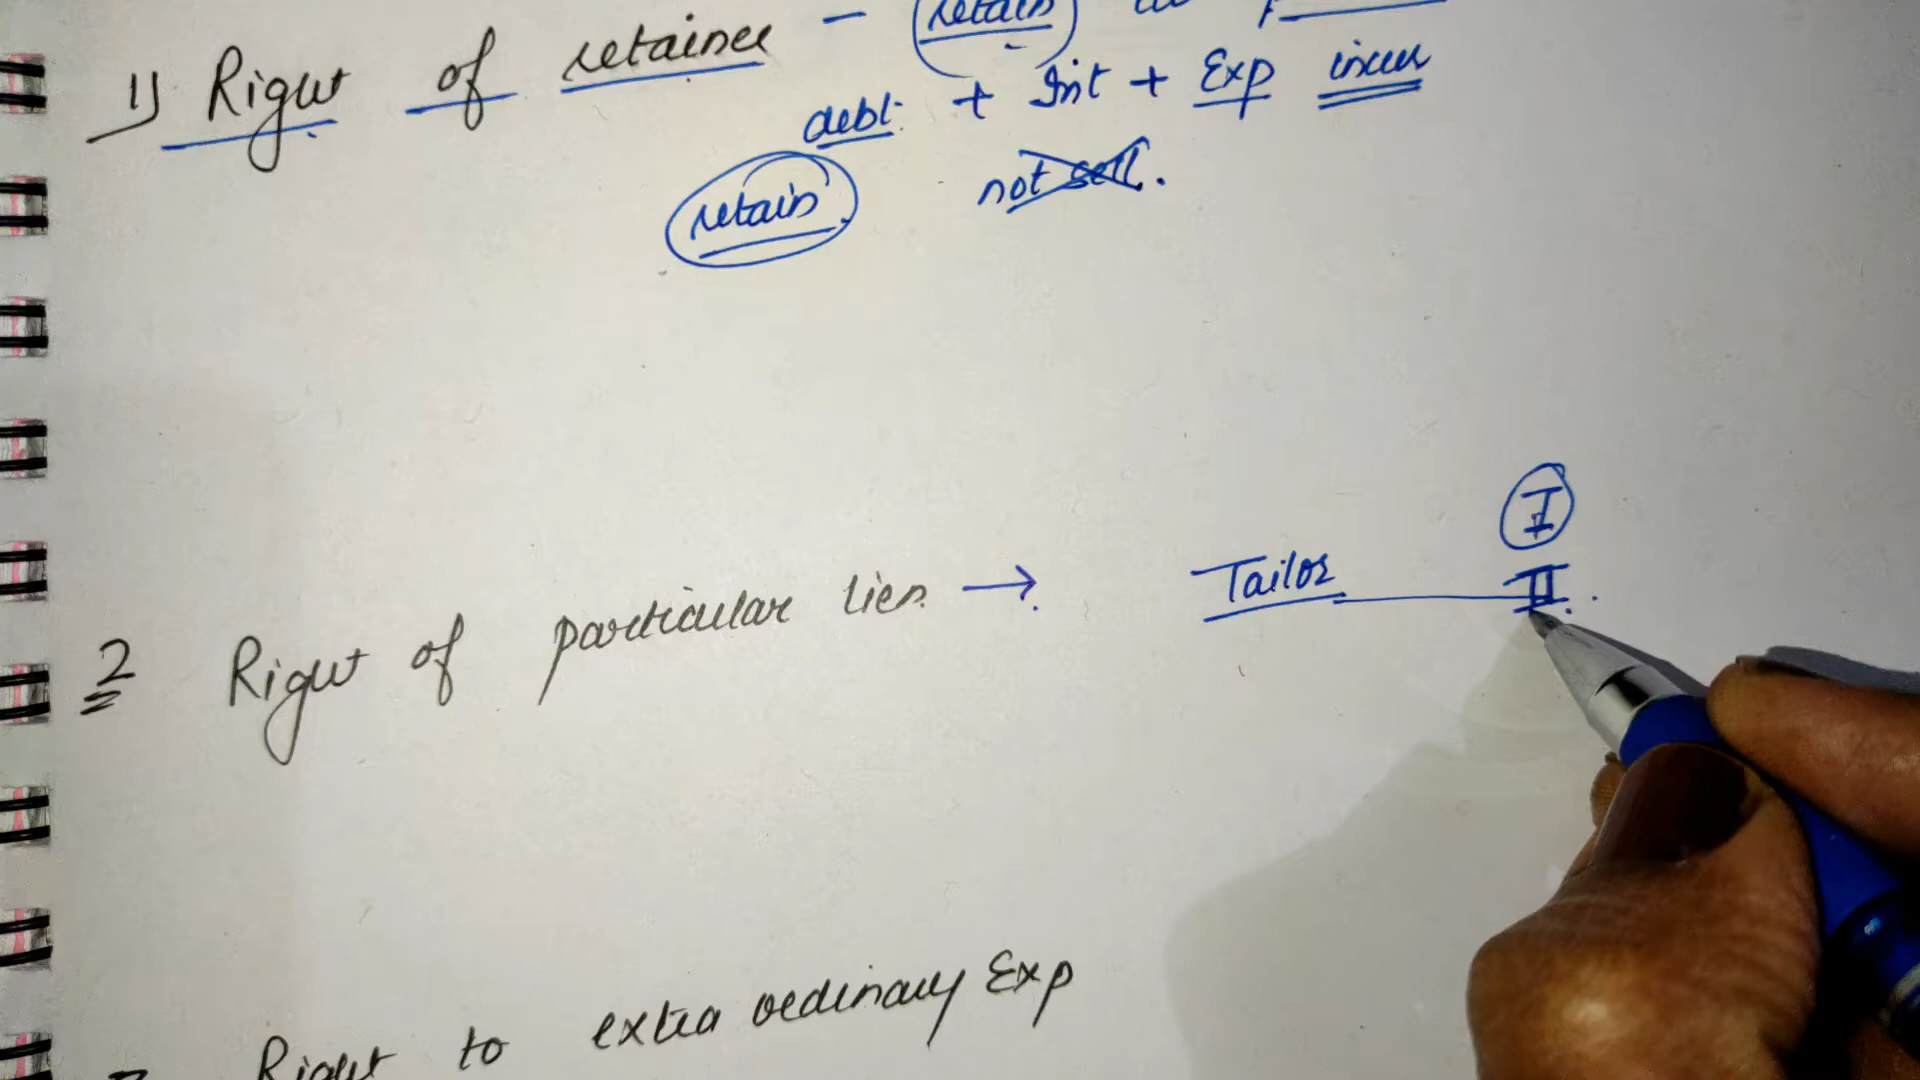 1) Right of retainer – retain
debt + Int + Exp incur
retain not sell.
I
2 Right of particular lien → Tailor II
Right to extra ordinary Exp